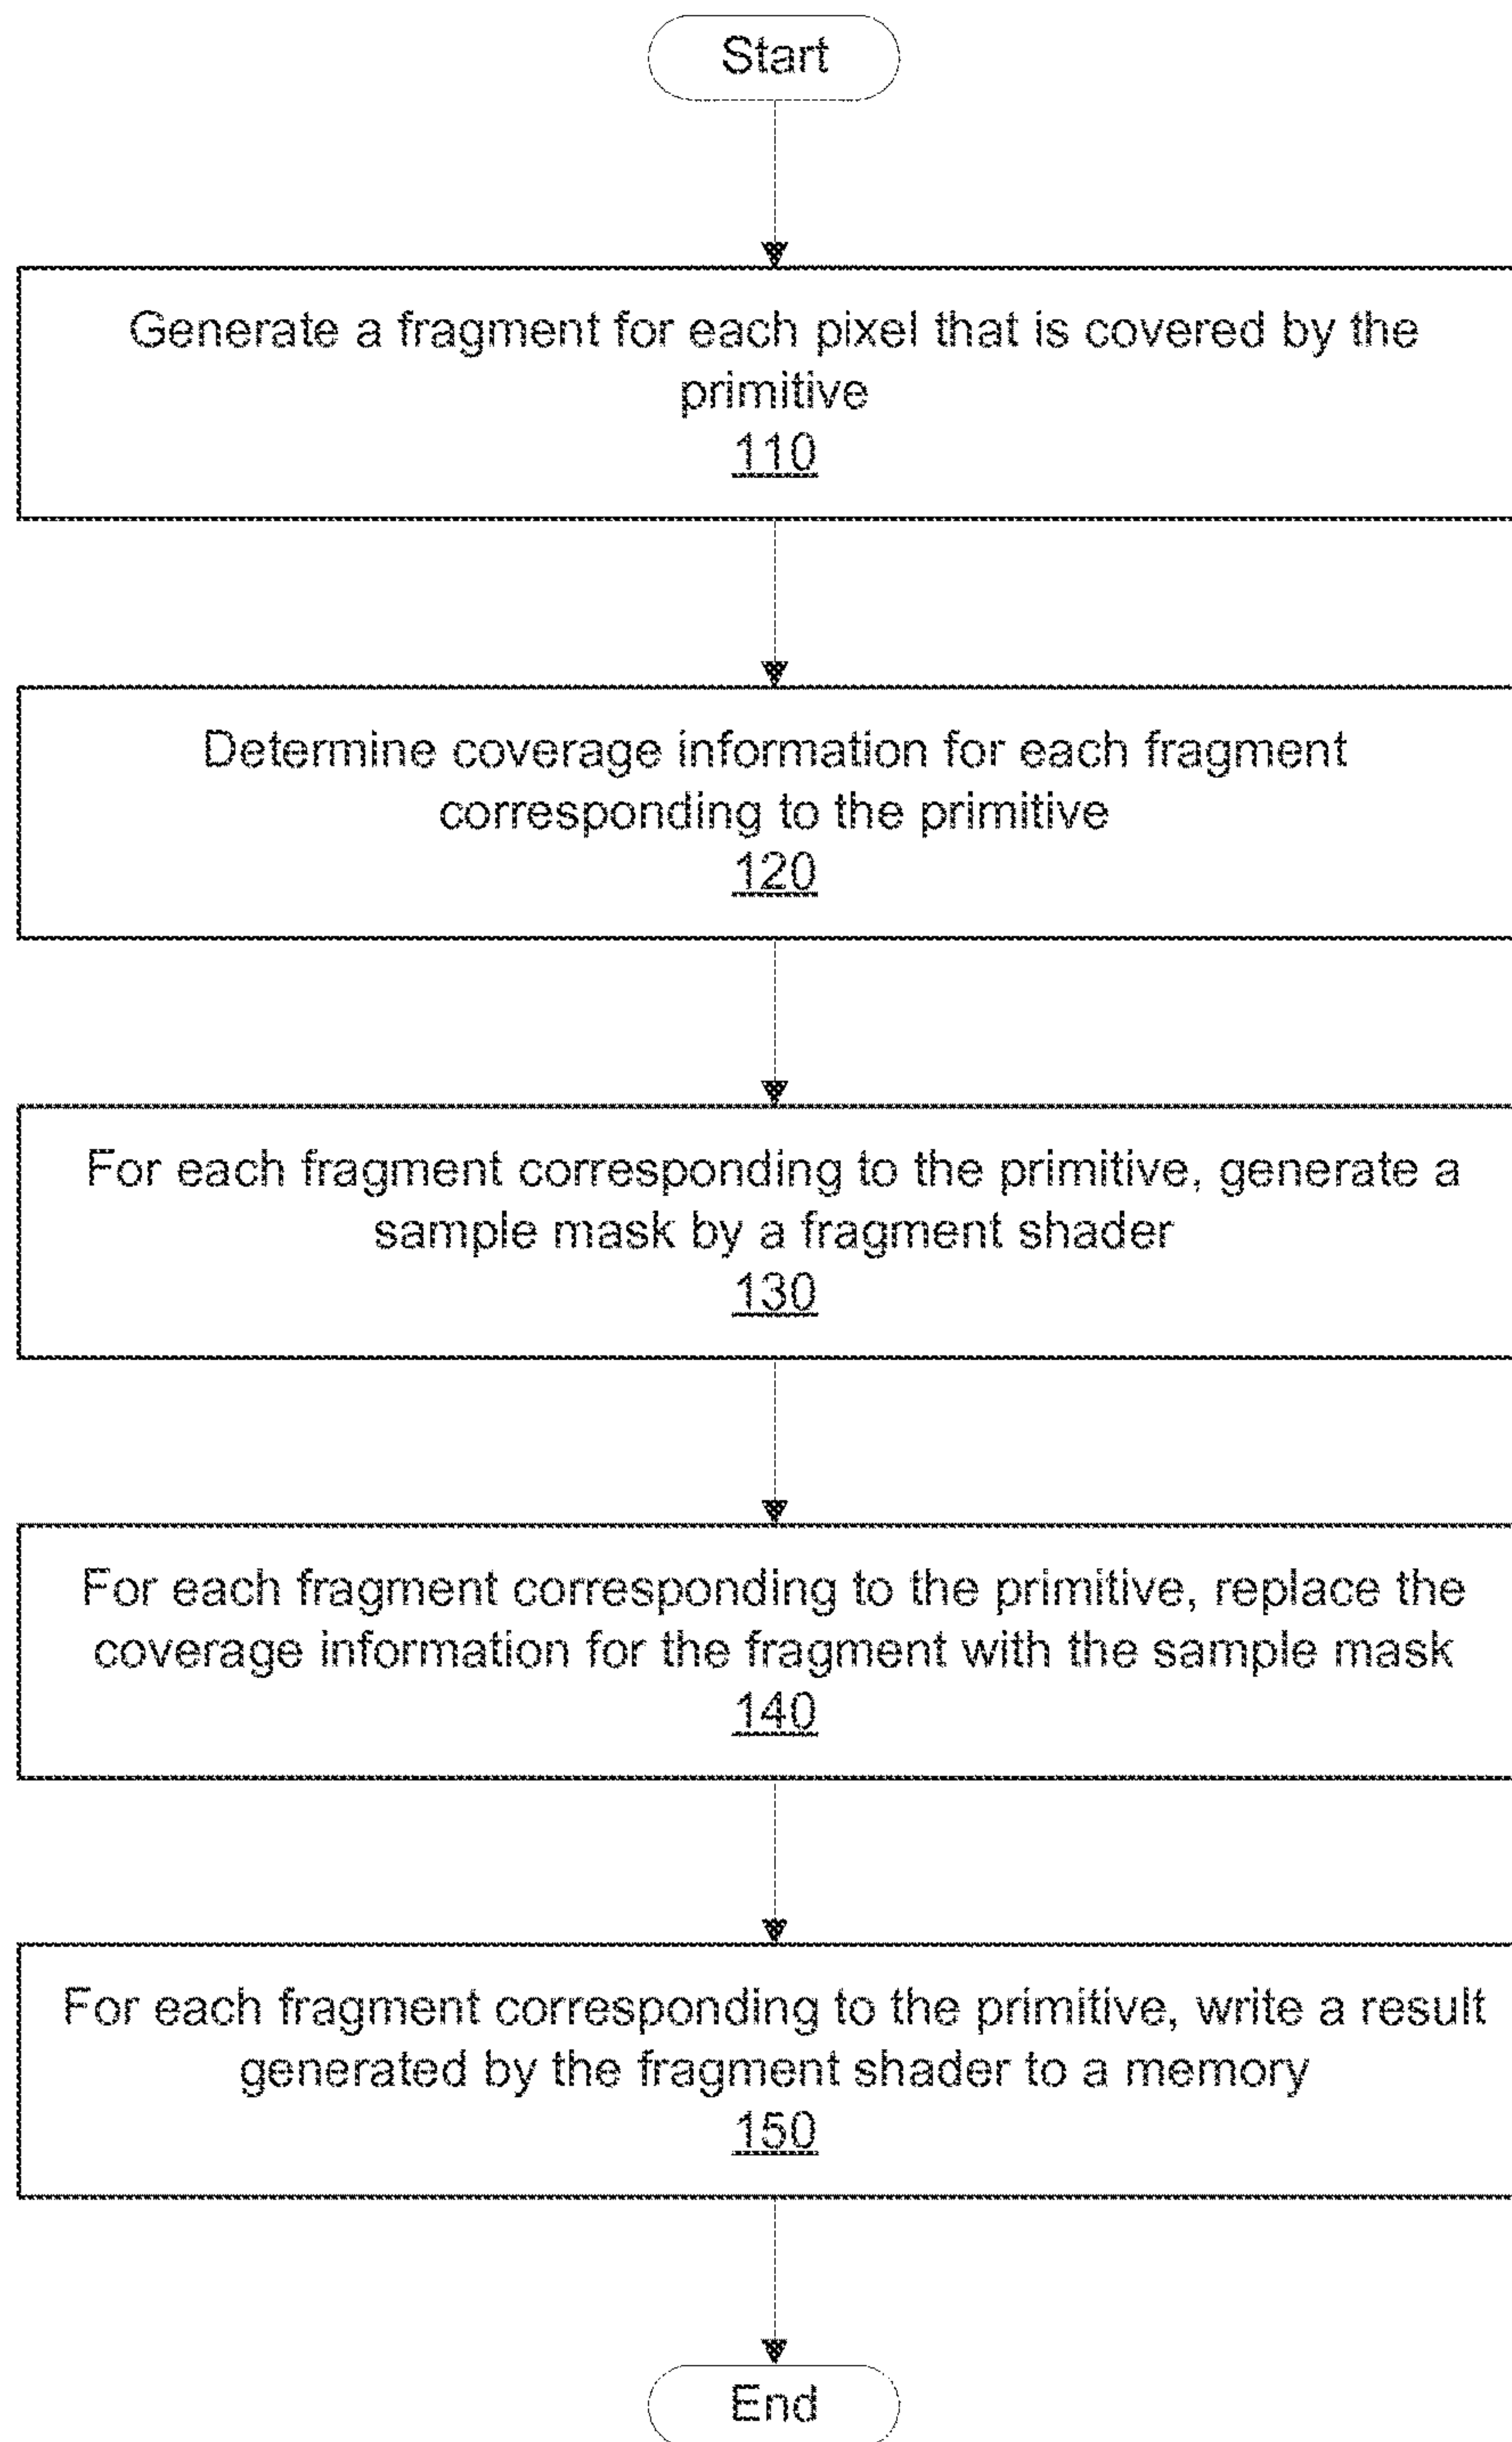 Start
Generate a fragment for each pixel that is covered by the
primitive
110
Determine coverage information for each fragment
corresponding to the primitive
120
For each fragment corresponding to the primitive, generate a
sample mask by a fragment shader
130
For each fragment corresponding to the primitive, replace the
coverage information for the fragment with the sample mask
140
For each fragment corresponding to the primitive, write a result
generated by the fragment shader to a memory
150
End